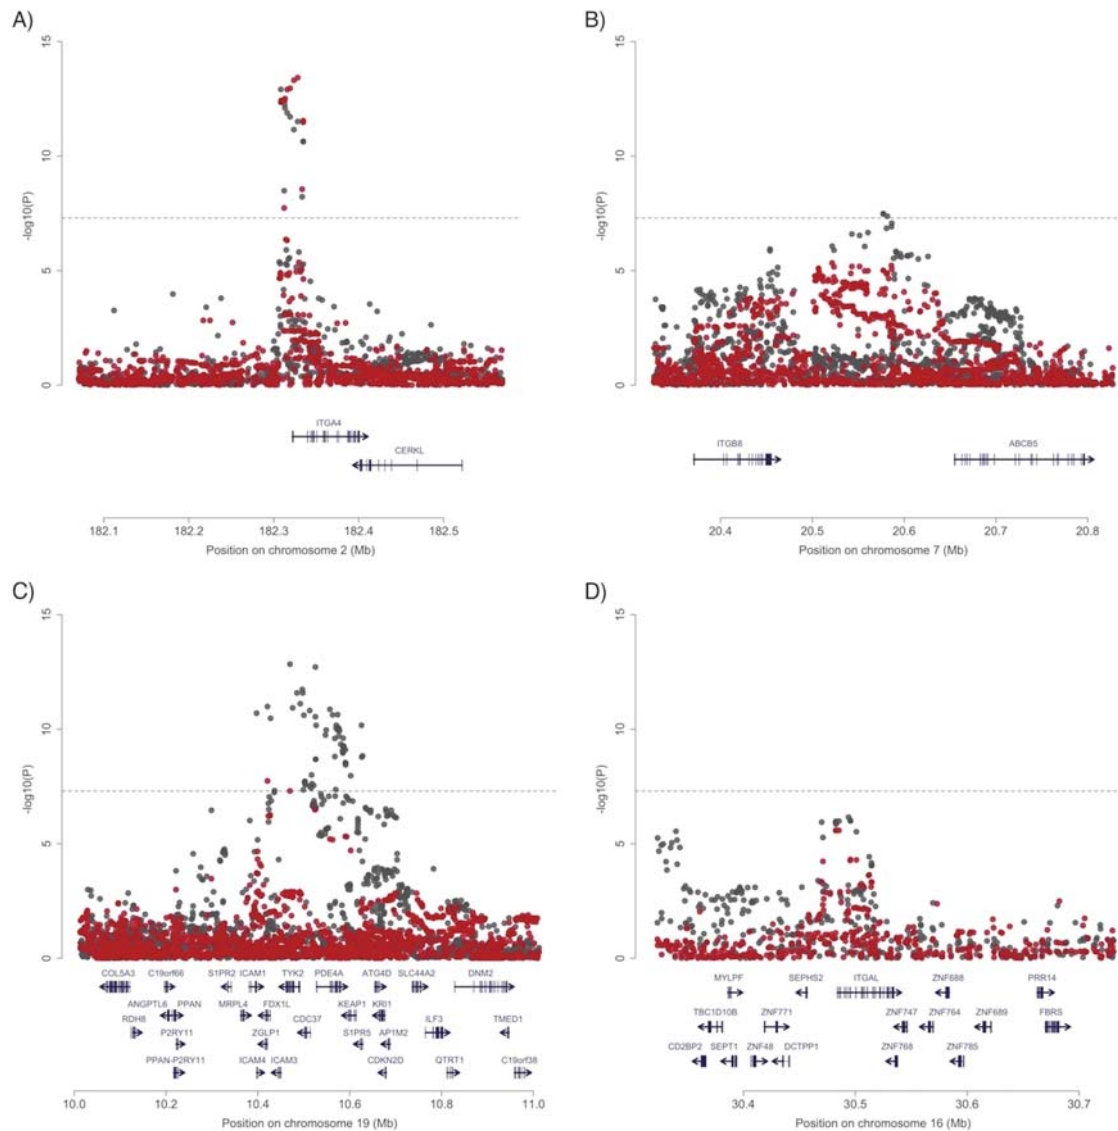 A)
15
10
5
0
-log10(P)
ITGA4
CERKL
182.1 182.2 182.3 182.4 182.5
Position on chromosome 2 (Mb)
B)
15
10
5
0
-log10(P)
ITGB8 ABCB5
20.4 20.5 20.6 20.7 20.8
Position on chromosome 7 (Mb)
C)
15
10
5
0
-log10(P)
COL5A3 C19orf66 S1PR2 ICAM1 TYK2 PDE4A ATG4D SLC44A2 DNM2
ANGPTL6 PPAN MRPL4 FDX1L KEAP1 KRI1
RDH8 P2RY11 ZGLP1 CDC37 S1PR5 AP1M2 ILF3 TMED1
PPAN-P2RY11 ICAM4 ICAM3 CDKN2D QTRT1 C19orf38
10.0 10.2 10.4 10.6 10.8 11.0
Position on chromosome 19 (Mb)
D)
15
10
5
0
-log10(P)
MYLPF SEPHS2 ITGAL ZNF688 PRR14
TBC1D10B ZNF771 ZNF747 ZNF764 ZNF689 FBRS
CD2BP2 SEPT1 ZNF48 DCTPP1 ZNF768 ZNF785
30.4 30.5 30.6 30.7
Position on chromosome 16 (Mb)